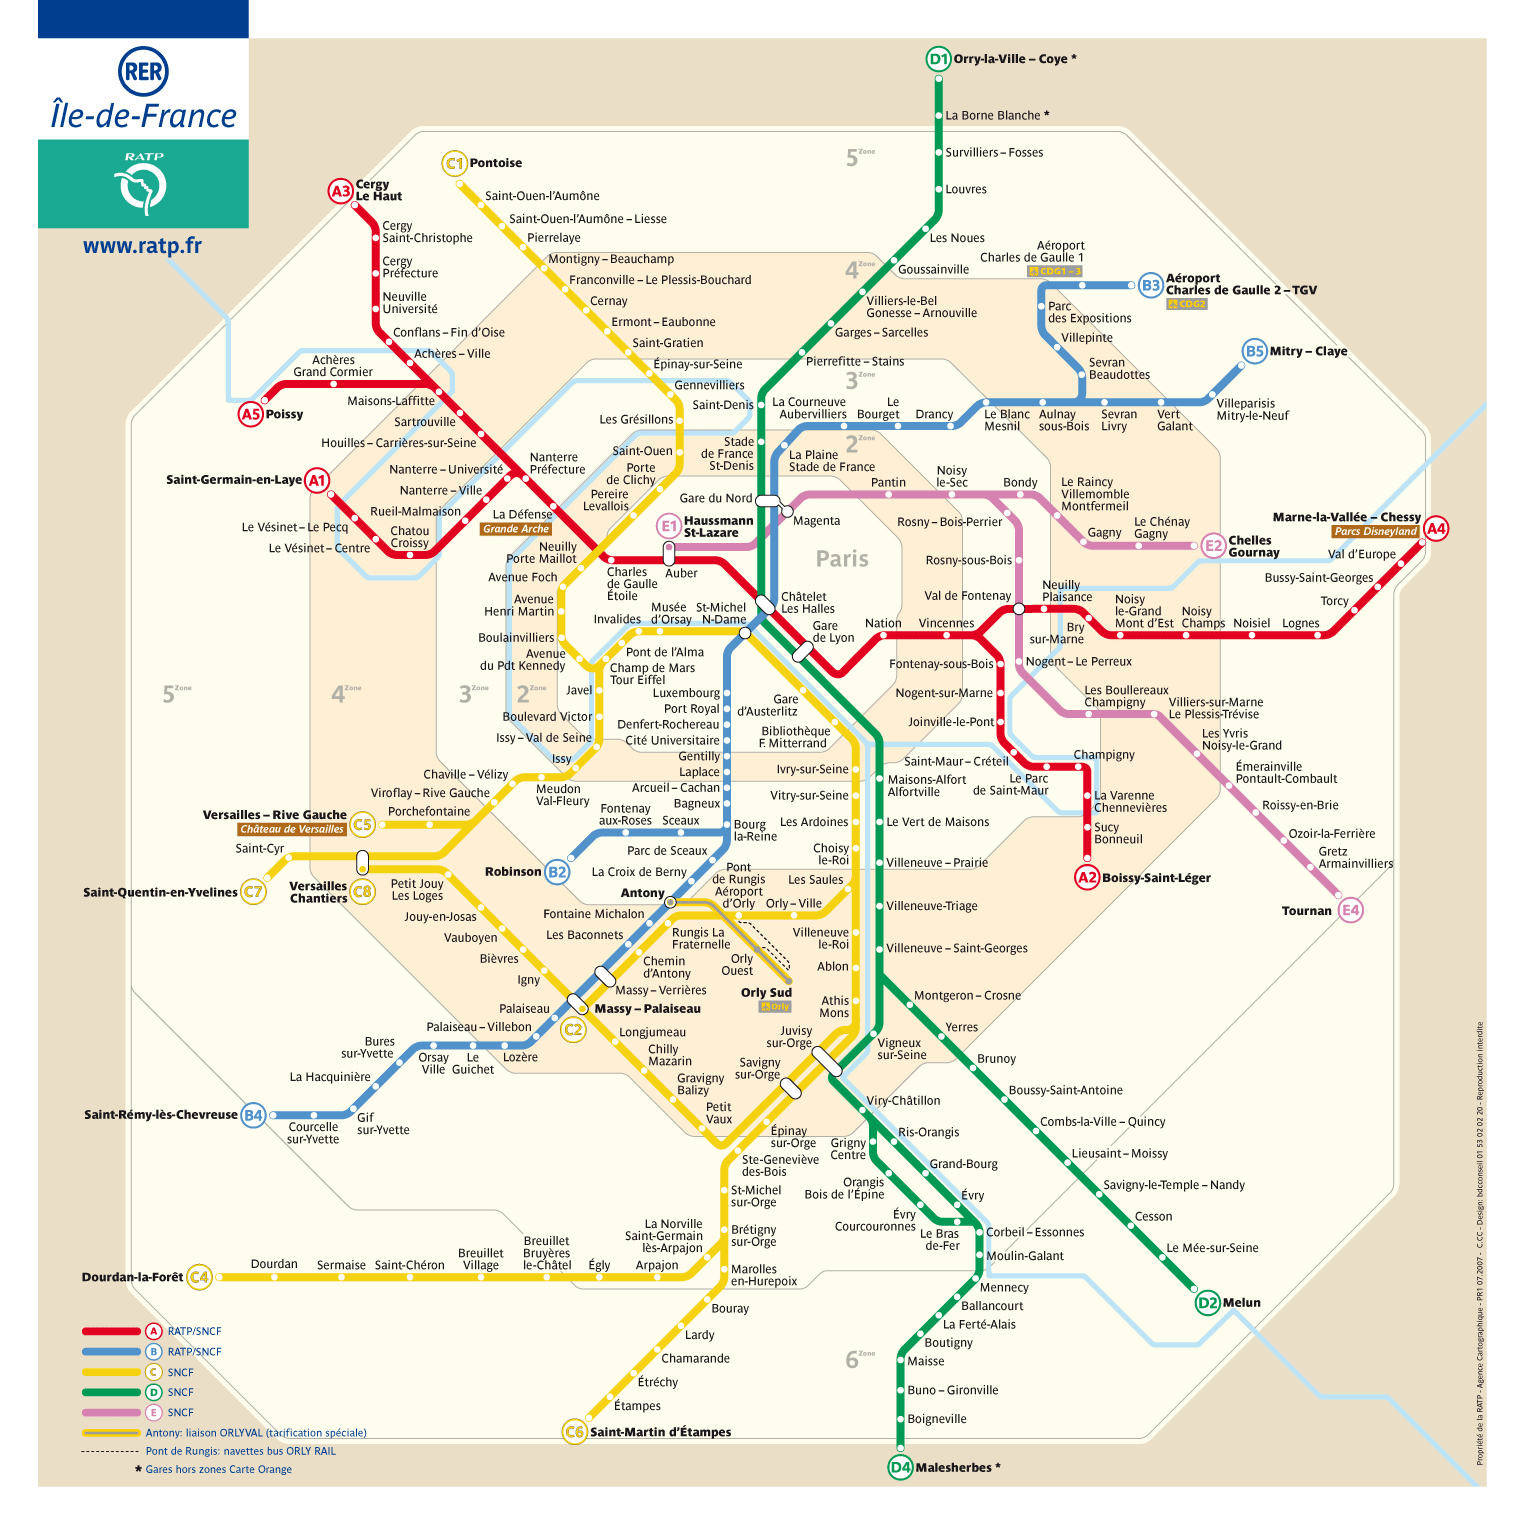 RER
Île-de-France
RATP
www.ratp.fr
D1 Orry-la-Ville – Coye *
La Borne Blanche *
Survilliers – Fosses
Louvres
Les Noues
Goussainville
Villiers-le-Bel
Gonesse – Arnouville
Garges – Sarcelles
Pierrefitte – Stains
Saint-Denis
Stade
de France
St-Denis
5 Zone
4 Zone
3 Zone
2 Zone
Paris
C1 Pontoise
Saint-Ouen-l'Aumône
Saint-Ouen-l'Aumône – Liesse
Pierrelaye
Montigny – Beauchamp
Franconville – Le Plessis-Bouchard
Cernay
Ermont – Eaubonne
Saint-Gratien
Épinay-sur-Seine
Gennevilliers
Les Grésillons
Saint-Ouen
Porte
de Clichy
Pereire
Levallois
A3 Cergy
Le Haut
Cergy
Saint-Christophe
Cergy
Préfecture
Neuville
Université
Conflans – Fin d'Oise
Achères – Ville
Achères
Grand Cormier
A5 Poissy
Maisons-Laffitte
Sartrouville
Houilles – Carrières-sur-Seine
Nanterre – Université
Nanterre
Préfecture
Nanterre – Ville
Rueil-Malmaison
Chatou
Croissy
Saint-Germain-en-Laye A1
Le Vésinet – Le Pecq
Le Vésinet – Centre
La Défense
Grande Arche
Neuilly
Porte Maillot
Avenue Foch
Avenue
Henri Martin
Boulainvilliers
Avenue
du Pdt Kennedy
Charles
de Gaulle
Étoile
Auber
E1 Haussmann
St-Lazare
Gare du Nord
Magenta
Aéroport
Charles de Gaulle 1
CDG1 – 3
B3 Aéroport
Charles de Gaulle 2 – TGV
CDG2
Parc
des Expositions
Villepinte
Sevran
Beaudottes
B5 Mitry – Claye
Villeparisis
Mitry-le-Neuf
Vert
Galant
Sevran
Livry
Aulnay
sous-Bois
Le Blanc
Mesnil
Drancy
Le
Bourget
La Courneuve
Aubervilliers
La Plaine
Stade de France
Pantin
Noisy
le-Sec
Bondy
Le Raincy
Villemomble
Montfermeil
Gagny
Le Chénay
Gagny
E2 Chelles
Gournay
Rosny – Bois-Perrier
Rosny-sous-Bois
Val de Fontenay
Marne-la-Vallée – Chessy A4
Parcs Disneyland
Val d'Europe
Bussy-Saint-Georges
Torcy
Lognes
Noisiel
Noisy
Champs
Noisy
le-Grand
Mont d'Est
Bry
sur-Marne
Neuilly
Plaisance
Châtelet
Les Halles
Gare
de Lyon
Nation
Vincennes
Fontenay-sous-Bois
Nogent-sur-Marne
Joinville-le-Pont
Saint-Maur – Créteil
Le Parc
de Saint-Maur
Champigny
La Varenne
Chennevières
Sucy
Bonneuil
A2 Boissy-Saint-Léger
Nogent – Le Perreux
Les Boullereaux
Champigny
Villiers-sur-Marne
Le Plessis-Trévise
Les Yvris
Noisy-le-Grand
Émerainville
Pontault-Combault
Roissy-en-Brie
Ozoir-la-Ferrière
Gretz
Armainvilliers
Tournan E4
Invalides
Musée
d'Orsay
St-Michel
N-Dame
Pont de l'Alma
Champ de Mars
Tour Eiffel
Javel
Boulevard Victor
Issy – Val de Seine
Issy
Meudon
Val-Fleury
Chaville – Vélizy
Viroflay – Rive Gauche
Porchefontaine
Versailles – Rive Gauche C5
Château de Versailles
Saint-Cyr
Saint-Quentin-en-Yvelines C7
Versailles
Chantiers C8
5 Zone
4 Zone
3 Zone
2 Zone
Petit Jouy
Les Loges
Jouy-en-Josas
Vauboyen
Bièvres
Igny
Luxembourg
Port Royal
Denfert-Rochereau
Cité Universitaire
Gentilly
Laplace
Arcueil – Cachan
Bagneux
Bourg
la-Reine
Fontenay
aux-Roses
Sceaux
Robinson B2
Parc de Sceaux
La Croix de Berny
Antony
Fontaine Michalon
Les Baconnets
Massy – Verrières
Massy – Palaiseau
C2
Palaiseau
Palaiseau – Villebon
Lozère
Le
Guichet
Orsay
Ville
Bures
sur-Yvette
La Hacquinière
Gif
sur-Yvette
Courcelle
sur-Yvette
Saint-Rémy-lès-Chevreuse B4
Gare
d'Austerlitz
Bibliothèque
F. Mitterrand
Ivry-sur-Seine
Vitry-sur-Seine
Les Ardoines
Choisy
le-Roi
Les Saules
Orly – Ville
Pont
de Rungis
Aéroport
d'Orly
Rungis La
Fraternelle
Chemin
d'Antony
Orly
Ouest
Orly Sud
Orly
Villeneuve
le-Roi
Ablon
Athis
Mons
Juvisy
sur-Orge
Savigny
sur-Orge
Longjumeau
Chilly
Mazarin
Gravigny
Balizy
Petit
Vaux
Épinay
sur-Orge
Ste-Geneviève
des-Bois
St-Michel
sur-Orge
Brétigny
sur-Orge
Marolles
en-Hurepoix
Bouray
Lardy
Chamarande
Étréchy
Étampes
C6 Saint-Martin d'Étampes
La Norville
Saint-Germain
lès-Arpajon
Arpajon
Égly
Breuillet
Bruyères
le-Châtel
Breuillet
Village
Saint-Chéron
Sermaise
Dourdan
Dourdan-la-Forêt C4
Maisons-Alfort
Alfortville
Le Vert de Maisons
Villeneuve – Prairie
Villeneuve-Triage
Villeneuve – Saint-Georges
Montgeron – Crosne
Yerres
Brunoy
Boussy-Saint-Antoine
Combs-la-Ville – Quincy
Lieusaint – Moissy
Savigny-le-Temple – Nandy
Cesson
Le Mée-sur-Seine
D2 Melun
Vigneux
sur-Seine
Viry-Châtillon
Ris-Orangis
Grand-Bourg
Évry
Grigny
Centre
Orangis
Bois de l'Épine
Évry
Courcouronnes
Le Bras
de-Fer
Corbeil – Essonnes
Moulin-Galant
Mennecy
Ballancourt
La Ferté-Alais
Boutigny
Maisse
Buno – Gironville
Boigneville
D4 Malesherbes *
6 Zone
A RATP/SNCF
B RATP/SNCF
C SNCF
D SNCF
E SNCF
Antony: liaison ORLYVAL (tarification spéciale)
Pont de Rungis: navettes bus ORLY RAIL
* Gares hors zones Carte Orange
Propriété de la RATP - Agence Cartographique - PR1 07.2007 - C.CC - Design: bdcconseil 01 53 02 02 20 - Reproduction interdite